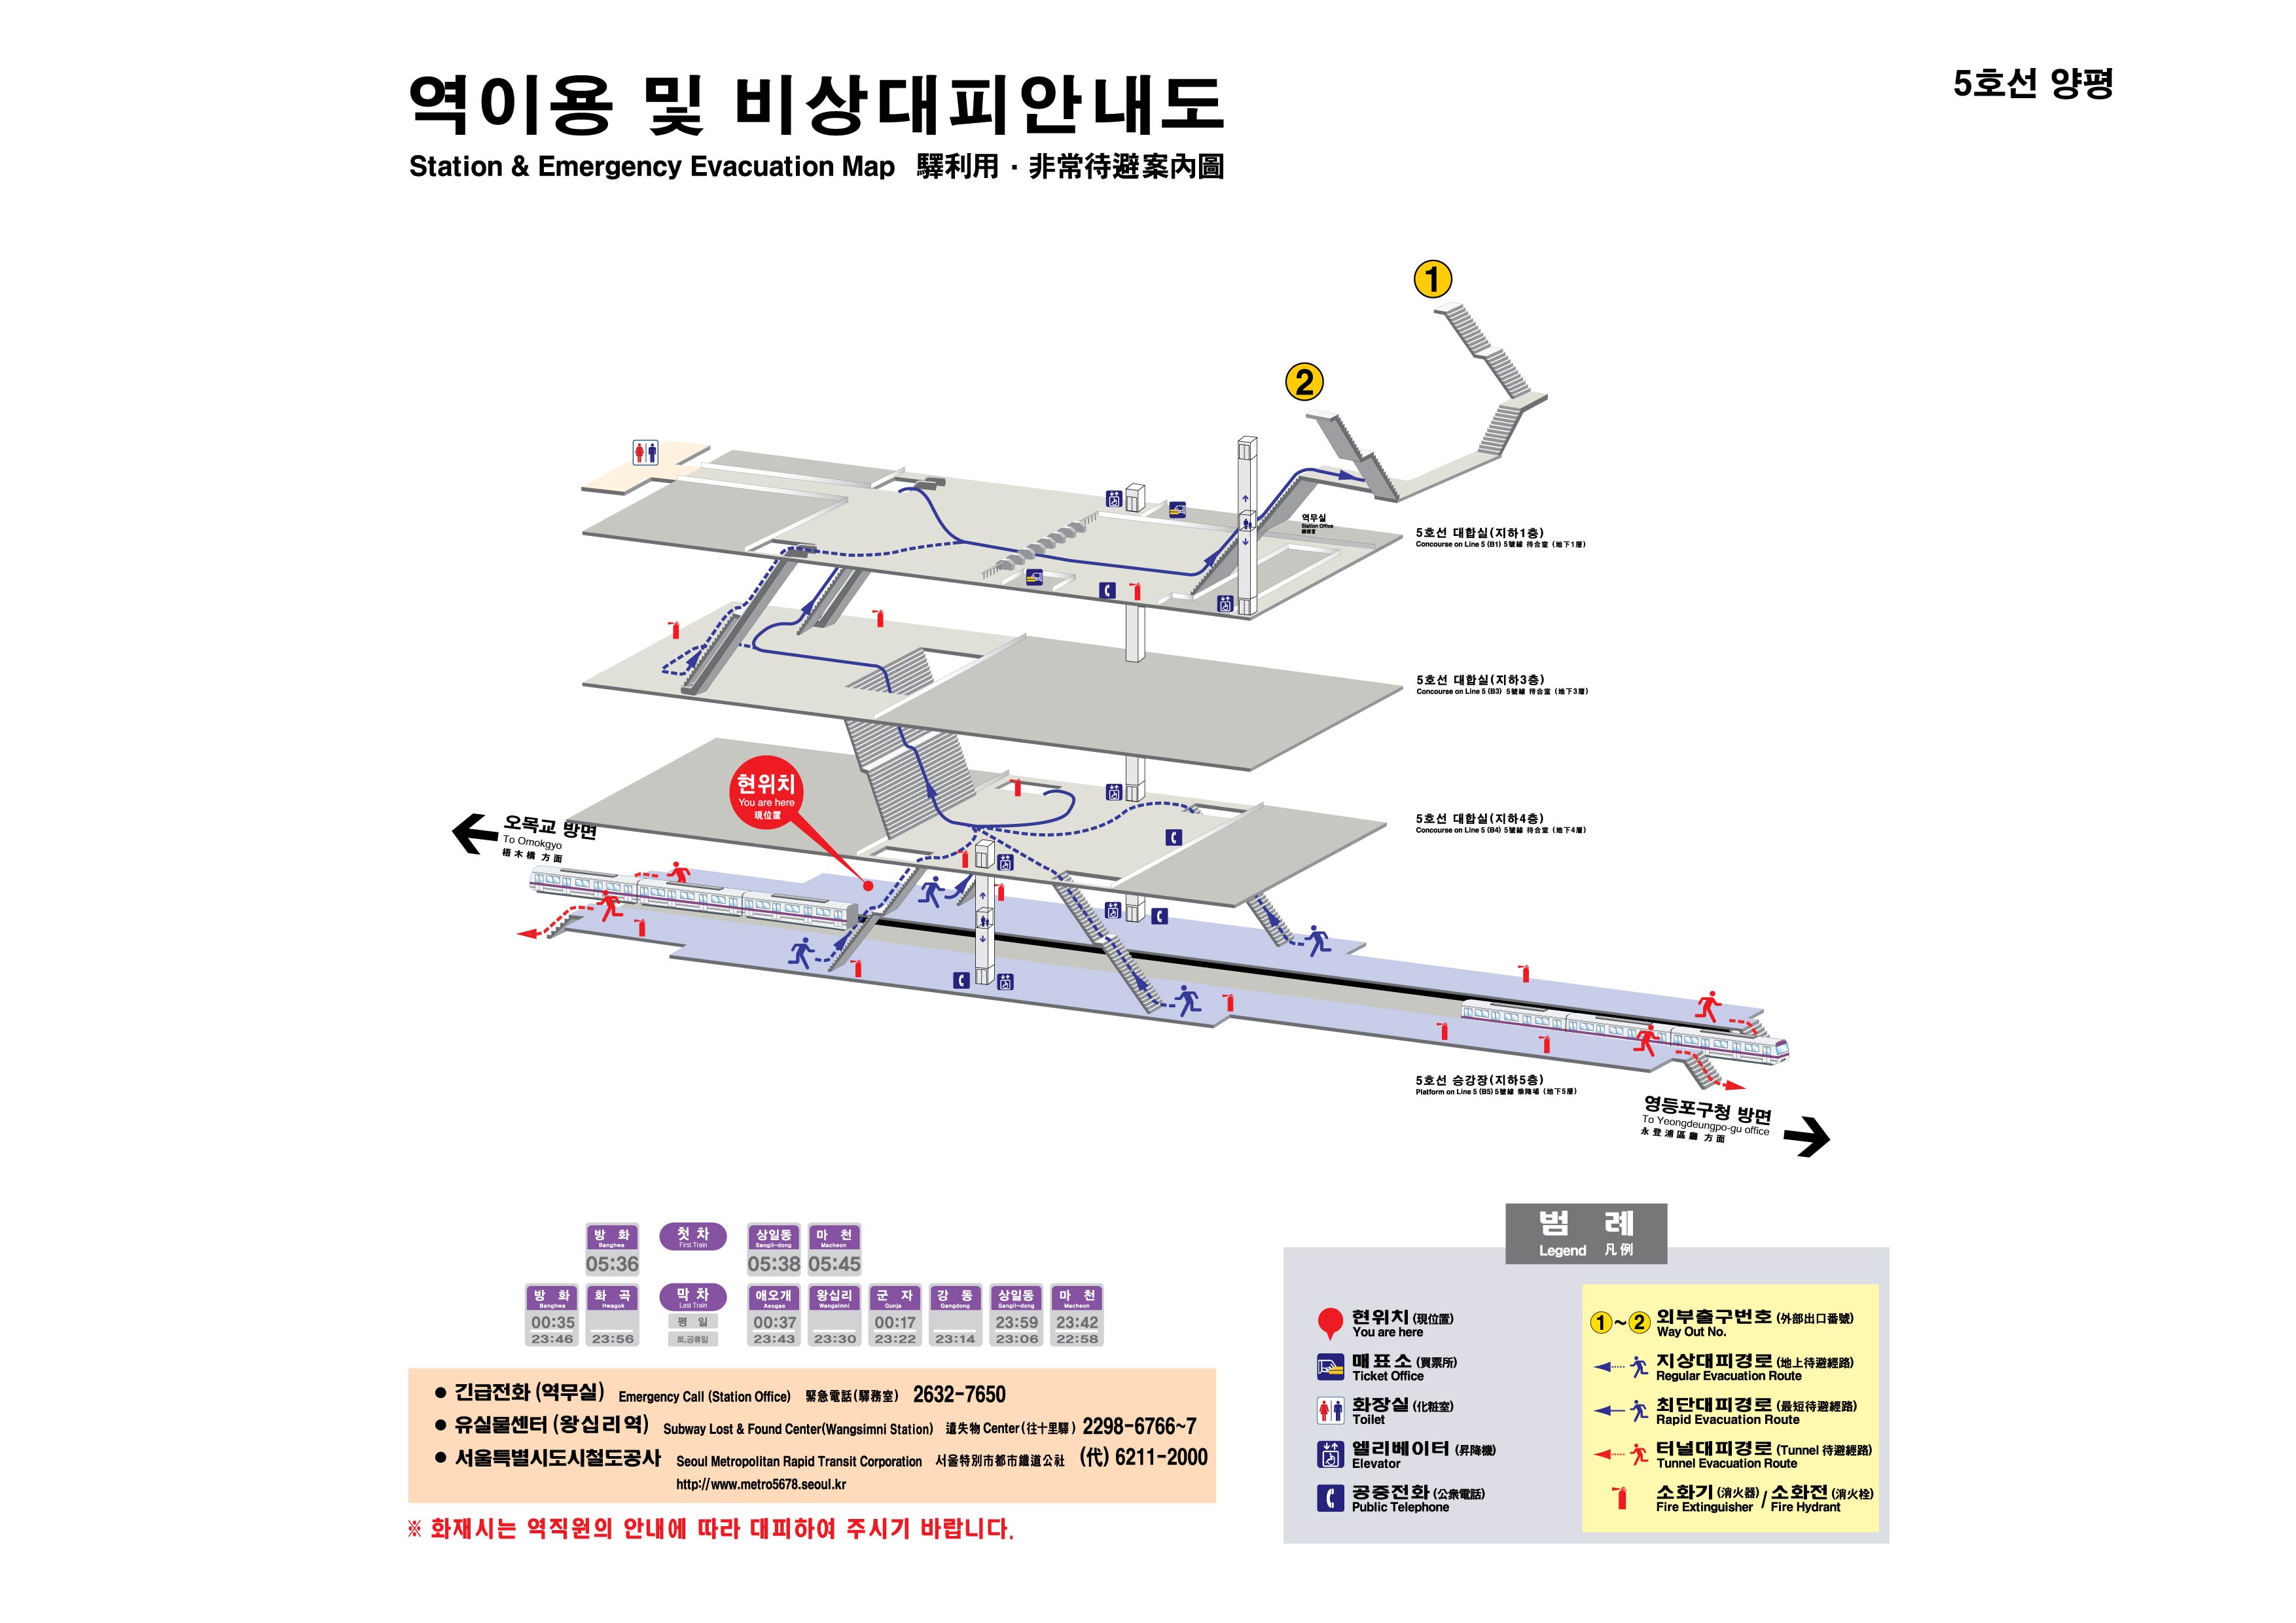 역이용 및 비상대피안내도
Station & Emergency Evacuation Map 驛利用 · 非常待避案內圖
5호선 양평
1
2
역무실
Station Office
驛務室
5호선 대합실(지하1층)
Concourse on Line 5 (B1) 5號線 待合室 (地下1層)
5호선 대합실(지하3층)
Concourse on Line 5 (B3) 5號線 待合室 (地下3層)
현위치
You are here
現位置
5호선 대합실(지하4층)
Concourse on Line 5 (B4) 5號線 待合室 (地下4層)
오목교 방면
To Omokgyo
梧木橋 方面
5호선 승강장(지하5층)
Platform on Line 5 (B5) 5號線 乘降場 (地下5層)
영등포구청 방면
To Yeongdeungpo-gu office
永登浦區廳 方面
방 화 첫 차 상일동 마 천
Banghwa First Train Sangil-dong Macheon
05:36 05:38 05:45
방 화 화 곡 막 차 애오개 왕십리 군 자 강 동 상일동 마 천
Banghwa Hwagok Last Train Aeogae Wangsimni Gunja Gangdong Sangil-dong Macheon
00:35 평 일 00:37 00:17 23:59 23:42
23:46 23:56 토.공휴일 23:43 23:30 23:22 23:14 23:06 22:58
● 긴급전화 (역무실) Emergency Call (Station Office) 緊急電話 (驛務室) 2632-7650
● 유실물센터 (왕십리역) Subway Lost & Found Center(Wangsimni Station) 遺失物 Center (往十里驛) 2298-6766~7
● 서울특별시도시철도공사 Seoul Metropolitan Rapid Transit Corporation 서울特別市都市鐵道公社 (代) 6211-2000
http://www.metro5678.seoul.kr
※ 화재시는 역직원의 안내에 따라 대피하여 주시기 바랍니다.
범 례
Legend 凡例
현위치 (現位置)
You are here
매표소 (買票所)
Ticket Office
화장실 (化粧室)
Toilet
엘리베이터 (昇降機)
Elevator
공중전화 (公衆電話)
Public Telephone
1~2 외부출구번호 (外部出口番號)
Way Out No.
지상대피경로 (地上待避經路)
Regular Evacuation Route
최단대피경로 (最短待避經路)
Rapid Evacuation Route
터널대피경로 (Tunnel 待避經路)
Tunnel Evacuation Route
소화기 (消火器) / 소화전 (消火栓)
Fire Extinguisher / Fire Hydrant